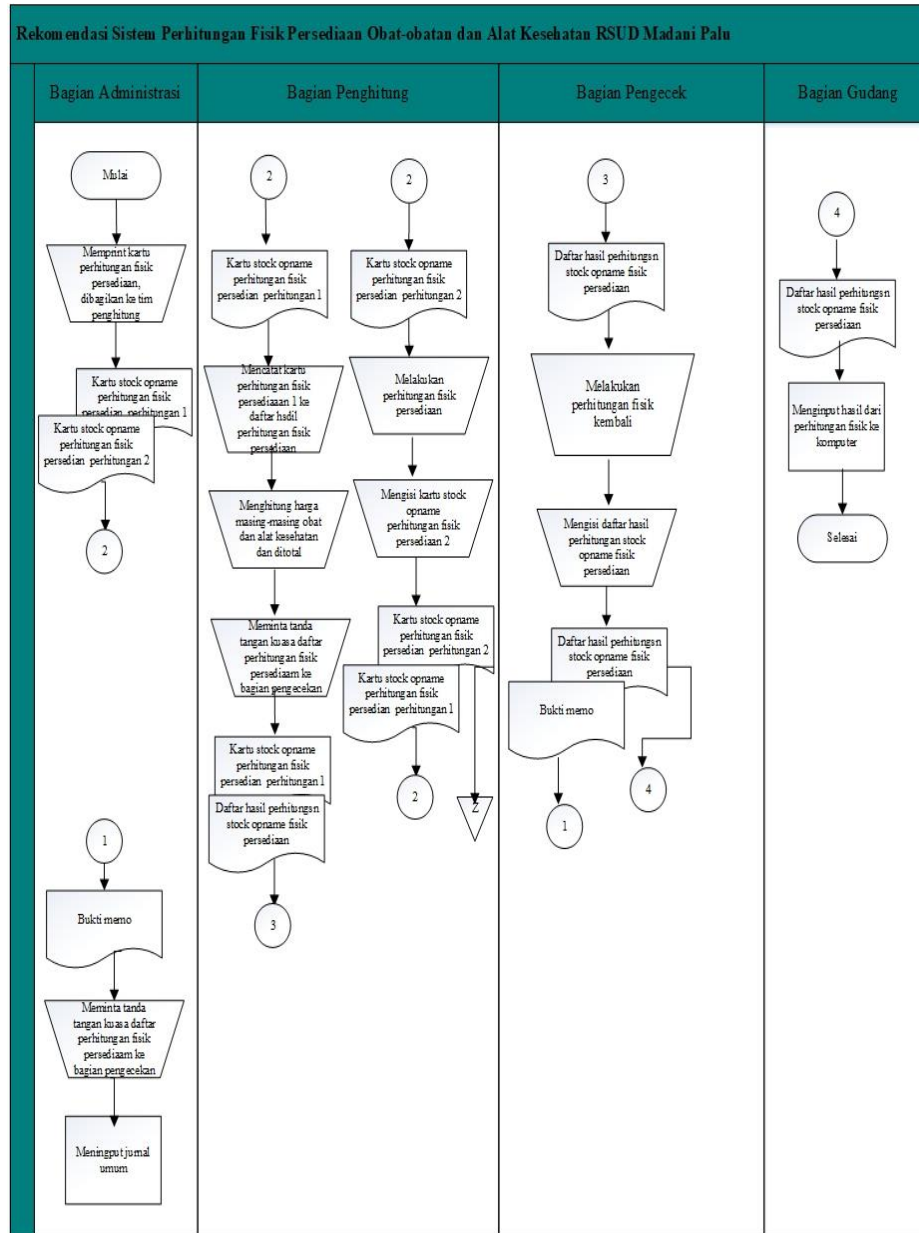 Rekomendasi Sistem Perhitungan Fisik Persediaan Obat-obatan dan Alat Kesehatan RSUD Madani Palu
Bagian Administrasi
Bagian Penghitung
Bagian Pengecek
Bagian Gudang
Mulai
Memprint kartu
perhitungan fisik
persediaan,
dibagikan ke tim
penghitung
Kartu stock opname
perhitungan fisik
persedian perhitungan 1
Kartu stock opname
perhitungan fisik
persedian perhitungan 2
2
1
Bukti memo
Meminta tanda
tangan kuasa daftar
perhitungan fisik
persediaam ke
bagian pengecekan
Meningput jurnal
umum
2
Kartu stock opname
perhitungan fisik
persedian perhitungan 1
Mencatat kartu
perhitungan fisik
persediaaan 1 ke
daftar hsdil
perhitungan fisik
persediaan
Menghitung harga
masing-masing obat
dan alat kesehatan
dan ditotal
Meminta tanda
tangan kuasa daftar
perhitungan fisik
persediaam ke
bagian pengecekan
Kartu stock opname
perhitungan fisik
persedian perhitungan 1
Daftar hasil perhitungsn
stock opname fisik
persediaan
3
2
Kartu stock opname
perhitungan fisik
persedian perhitungan 2
Melakukan
perhitungan fisik
persediaan
Mengisi kartu stock
opname
perhitungan fisik
persediaan 2
Kartu stock opname
perhitungan fisik
persedian perhitungan 2
Kartu stock opname
perhitungan fisik
persedian perhitungan 1
2
Z
3
Daftar hasil perhitungsn
stock opname fisik
persediaan
Melakukan
perhitungan fisik
kembali
Mengisi daftar hasil
perhitungan stock
opname fisik
persediaan
Daftar hasil perhitungsn
stock opname fisik
persediaan
Bukti memo
1
4
4
Daftar hasil perhitungsn
stock opname fisik
persediaan
Menginput hasil dari
perhitungan fisik ke
komputer
Selesai